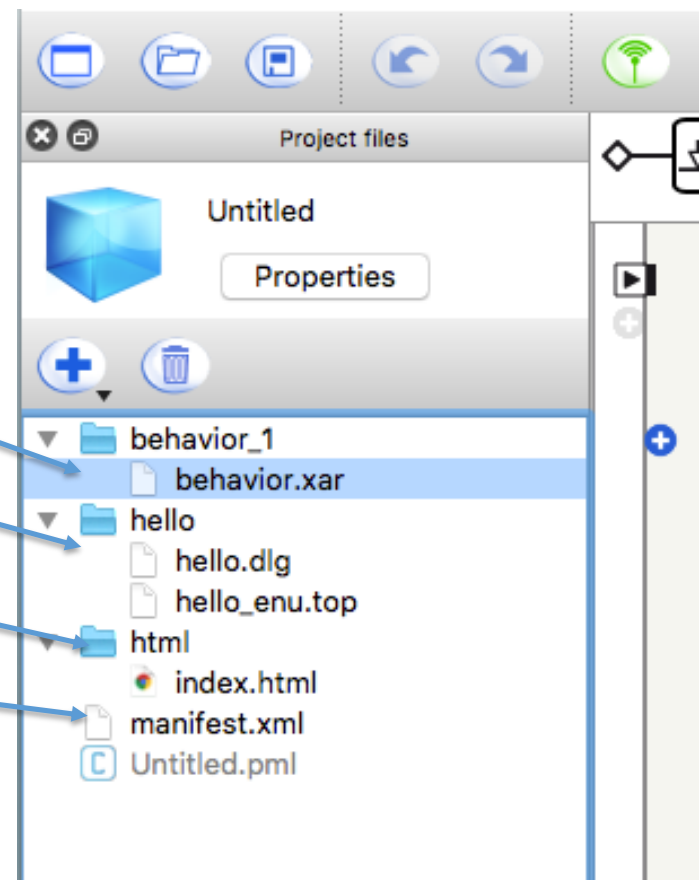 Project files
Untitled
Properties
behavior_1
behavior.xar
hello
hello.dlg
hello_enu.top
html
index.html
manifest.xml
C Untitled.pml